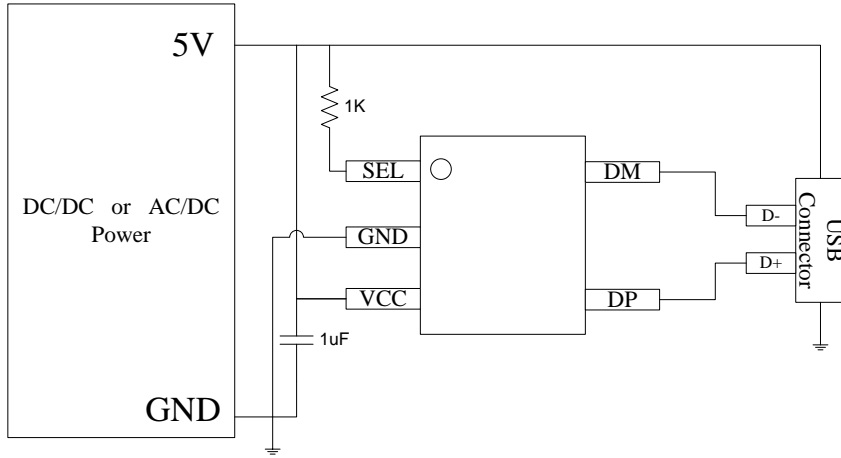 5V
1K
SEL
DM
DC/DC or AC/DC
Power
D-
USB
Connector
GND
D+
VCC
DP
1uF
GND